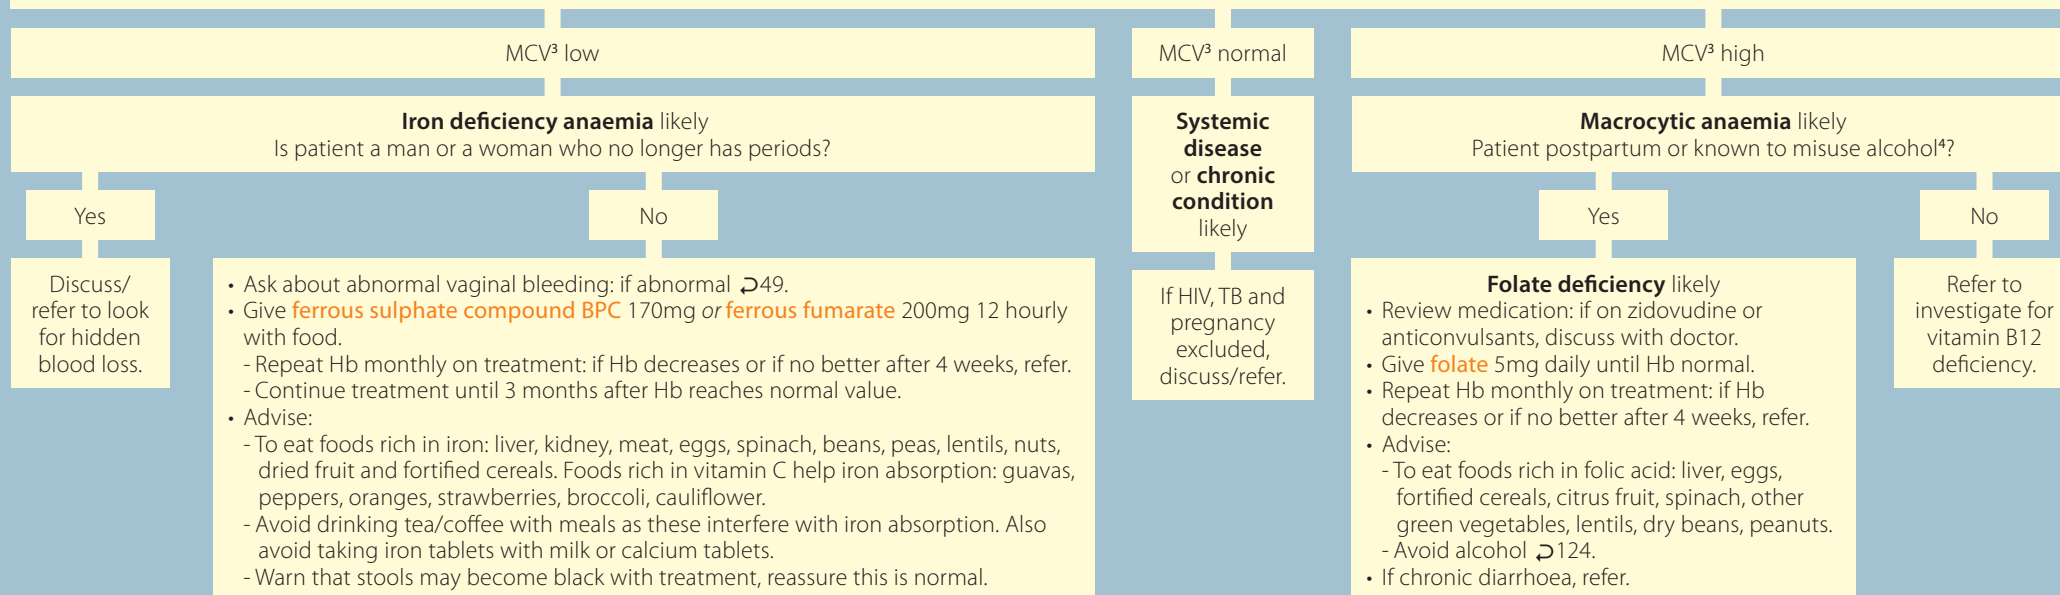 MCV³ low
Iron deficiency anaemia likely
Is patient a man or a woman who no longer has periods?
Yes
Discuss/
refer to look
for hidden
blood loss.
No
• Ask about abnormal vaginal bleeding: if abnormal ⊃49.
• Give ferrous sulphate compound BPC 170mg or ferrous fumarate 200mg 12 hourly
with food.
- Repeat Hb monthly on treatment: if Hb decreases or if no better after 4 weeks, refer.
- Continue treatment until 3 months after Hb reaches normal value.
• Advise:
- To eat foods rich in iron: liver, kidney, meat, eggs, spinach, beans, peas, lentils, nuts,
dried fruit and fortified cereals. Foods rich in vitamin C help iron absorption: guavas,
peppers, oranges, strawberries, broccoli, cauliflower.
- Avoid drinking tea/coffee with meals as these interfere with iron absorption. Also
avoid taking iron tablets with milk or calcium tablets.
- Warn that stools may become black with treatment, reassure this is normal.
MCV³ normal
Systemic
disease
or chronic
condition
likely
If HIV, TB and
pregnancy
excluded,
discuss/refer.
MCV³ high
Macrocytic anaemia likely
Patient postpartum or known to misuse alcohol⁴?
Yes
Folate deficiency likely
• Review medication: if on zidovudine or
anticonvulsants, discuss with doctor.
• Give folate 5mg daily until Hb normal.
• Repeat Hb monthly on treatment: if Hb
decreases or if no better after 4 weeks, refer.
• Advise:
- To eat foods rich in folic acid: liver, eggs,
fortified cereals, citrus fruit, spinach, other
green vegetables, lentils, dry beans, peanuts.
- Avoid alcohol ⊃124.
• If chronic diarrhoea, refer.
No
Refer to
investigate for
vitamin B12
deficiency.